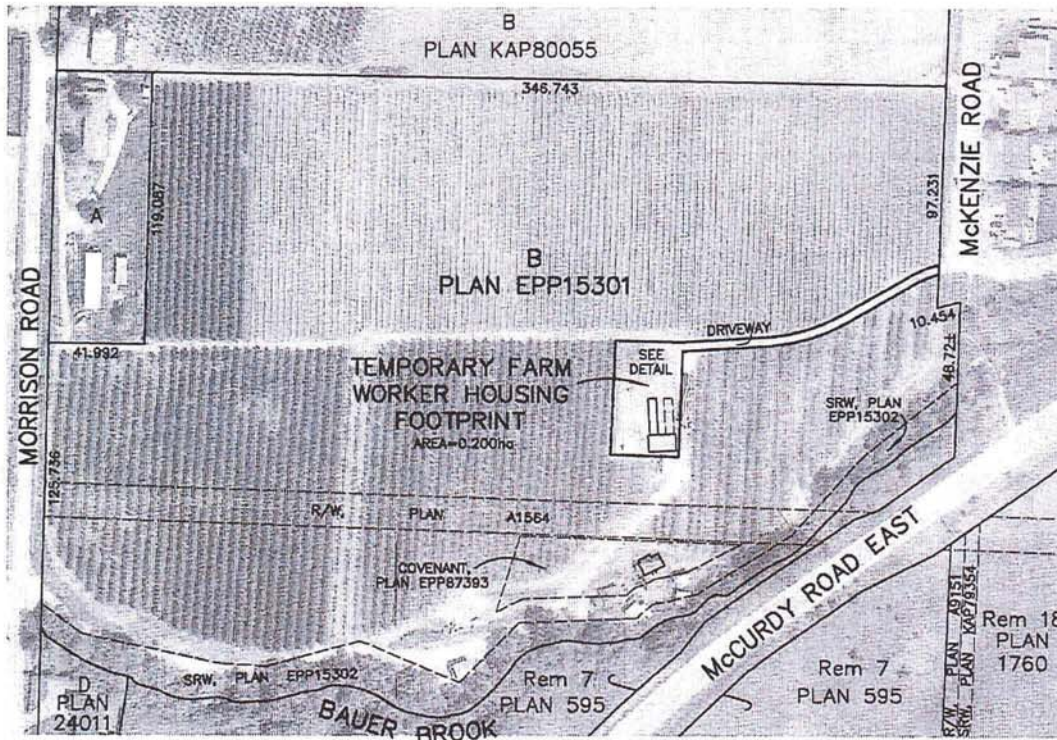 B
PLAN KAP80055
346.743
McKENZIE ROAD
119.087
97.231
A
B
PLAN EPP15301
MORRISON ROAD
DRIVEWAY
10.454
41.992
SEE
DETAIL
48.72±
TEMPORARY FARM
WORKER HOUSING
FOOTPRINT
AREA=0.200ha
SRW, PLAN
EPP15302
125.736
R/W, PLAN A1564
COVENANT,
PLAN EPP87393
McCURDY ROAD EAST
R/W, PLAN A9151
SRW, PLAN KAP79354
Rem 18
PLAN
1760
SRW, PLAN EPP15302
Rem 7
PLAN 595
Rem 7
PLAN 595
D
PLAN
24011
BAUER BROOK